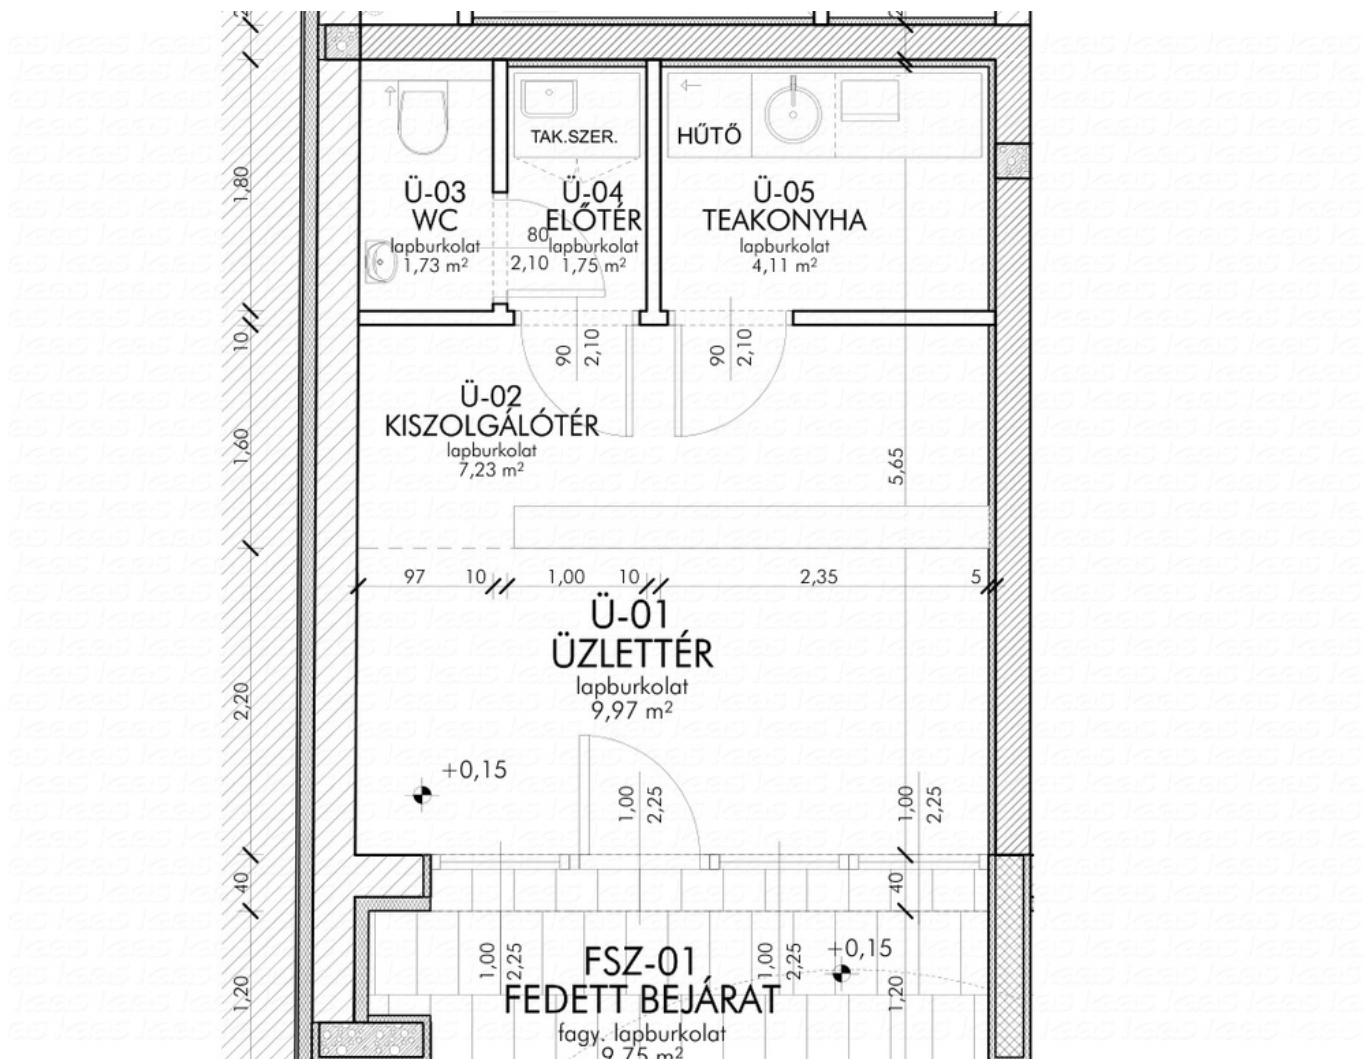 TAK.SZER.
HŰTŐ
1,80
Ü-03
WC
lapburkolat
1,73 m²
Ü-04
ELŐTÉR
lapburkolat
1,75 m²
80
2,10
Ü-05
TEAKONYHA
lapburkolat
4,11 m²
10
90
2,10
90
2,10
Ü-02
KISZOLGÁLÓTÉR
lapburkolat
7,23 m²
1,60
5,65
97
10
1,00
10
2,35
5
Ü-01
ÜZLETTÉR
lapburkolat
9,97 m²
2,20
+0,15
1,00
2,25
1,00
2,25
40
40
1,00
2,25
FSZ-01
FEDETT BEJÁRAT
fagy. lapburkolat
9,75 m²
1,00
2,25
+0,15
1,20
1,20